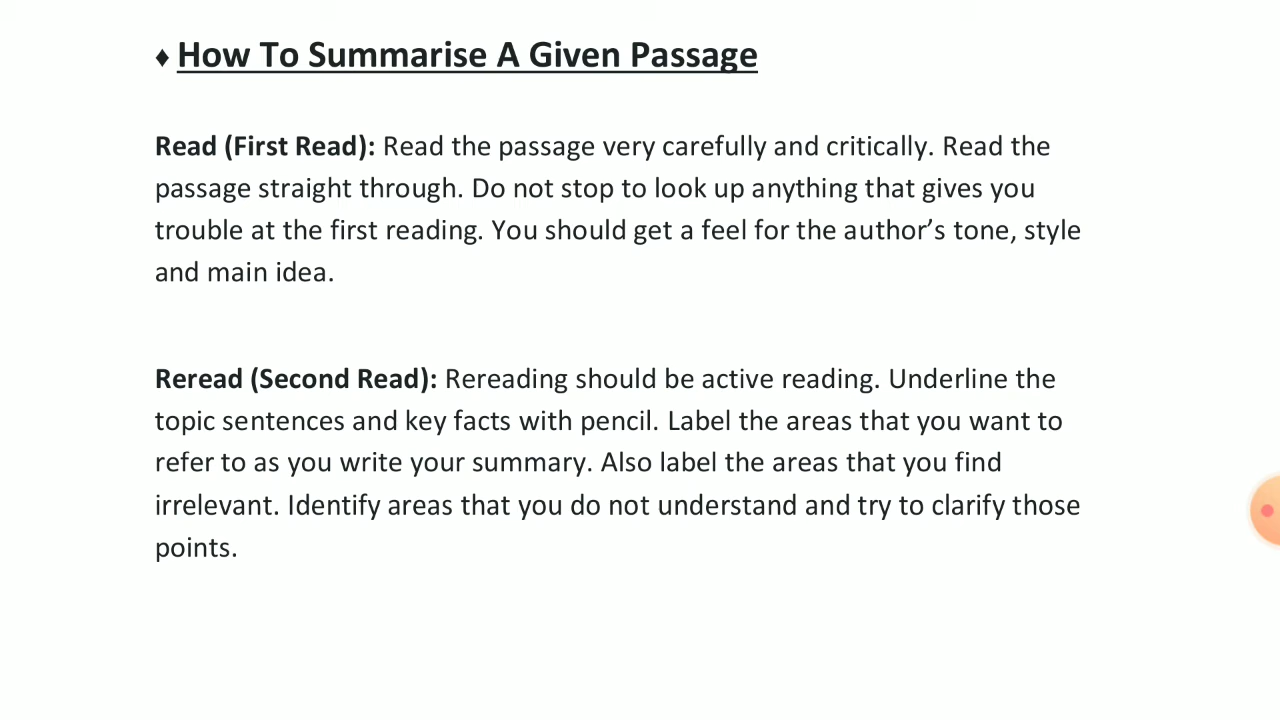 ♦ How To Summarise A Given Passage
Read (First Read): Read the passage very carefully and critically. Read the
passage straight through. Do not stop to look up anything that gives you
trouble at the first reading. You should get a feel for the author’s tone, style
and main idea.
Reread (Second Read): Rereading should be active reading. Underline the
topic sentences and key facts with pencil. Label the areas that you want to
refer to as you write your summary. Also label the areas that you find
irrelevant. Identify areas that you do not understand and try to clarify those
points.